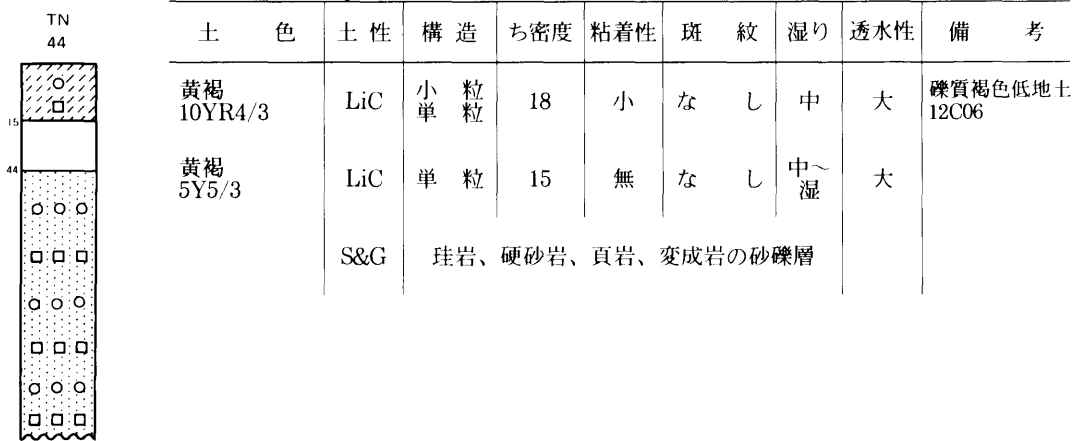 TN
44
土 色 土性 構造 ち密度 粘着性 斑 紋 湿り 透水性 備 考
黄褐 10YR4/3 LiC 小粒 単粒 18 小 なし 中 大 礫質褐色低地土 12C06
15
44
黄褐 5Y5/3 LiC 単粒 15 無 なし 中～湿 大
S&G 珪岩、硬砂岩、頁岩、変成岩の砂礫層